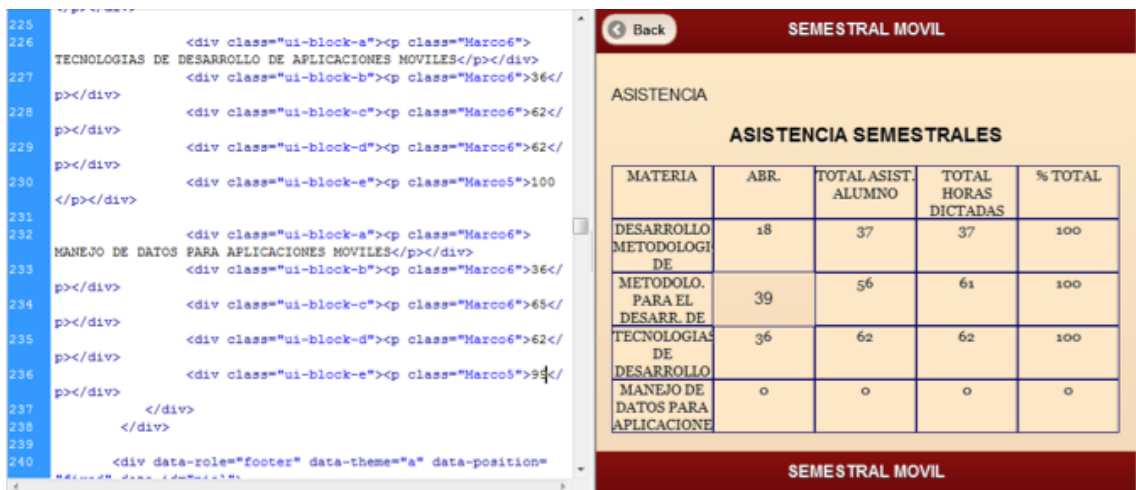 225
226 <div class="ui-block-a"><p class="Marco6">
TECNOLOGIAS DE DESARROLLO DE APLICACIONES MOVILES</p></div>
227 <div class="ui-block-b"><p class="Marco6">36</
p></div>
228 <div class="ui-block-c"><p class="Marco6">62</
p></div>
229 <div class="ui-block-d"><p class="Marco6">62</
p></div>
230 <div class="ui-block-e"><p class="Marco5">100
</p></div>
231
232 <div class="ui-block-a"><p class="Marco6">
MANEJO DE DATOS PARA APLICACIONES MOVILES</p></div>
233 <div class="ui-block-b"><p class="Marco6">36</
p></div>
234 <div class="ui-block-c"><p class="Marco6">65</
p></div>
235 <div class="ui-block-d"><p class="Marco6">62</
p></div>
236 <div class="ui-block-e"><p class="Marco5">95</
p></div>
237 </div>
238 </div>
239
240 <div data-role="footer" data-theme="a" data-position=
Back SEMESTRAL MOVIL
ASISTENCIA
ASISTENCIA SEMESTRALES
MATERIA ABR. TOTAL ASIST. TOTAL % TOTAL
ALUMNO HORAS
DICTADAS
DESARROLLO 18 37 37 100
METODOLOGI
DE
METODOLO. 56 61 100
PARA EL 39
DESARR. DE
TECNOLOGIAS 36 62 62 100
DE
DESARROLLO
MANEJO DE 0 0 0 0
DATOS PARA
APLICACIONE
SEMESTRAL MOVIL